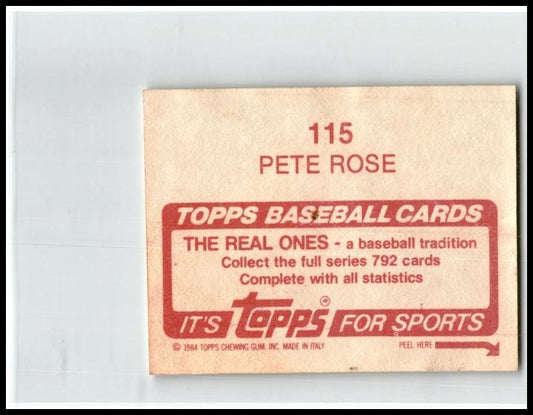 115
PETE ROSE
TOPPS BASEBALL CARDS
THE REAL ONES - a baseball tradition
Collect the full series 792 cards
Complete with all statistics
IT'S Topps ® FOR SPORTS
© 1984 TOPPS CHEWING GUM, INC. MADE IN ITALY PEEL HERE